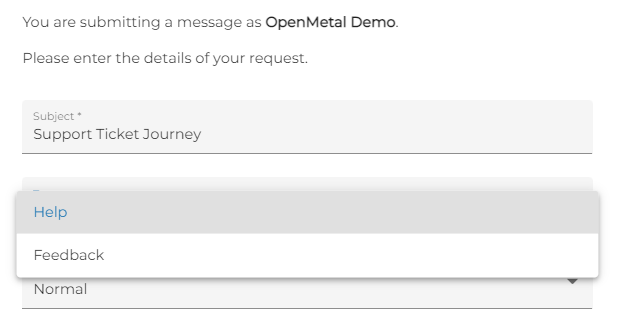 You are submitting a message as OpenMetal Demo.
Please enter the details of your request.
Subject *
Support Ticket Journey
Help
Feedback
Normal